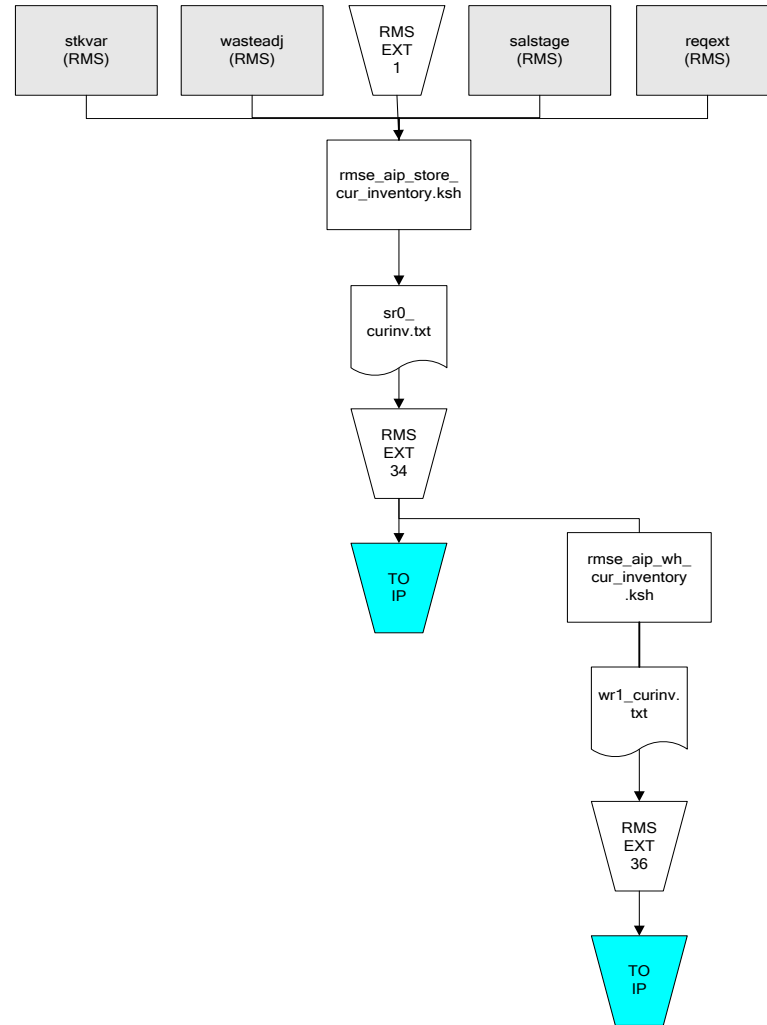 stkvar
(RMS)
wasteadj
(RMS)
RMS
EXT
1
salstage
(RMS)
reqext
(RMS)
rmse_aip_store_
cur_inventory.ksh
sr0_
curinv.txt
RMS
EXT
34
TO
IP
rmse_aip_wh_
cur_inventory
.ksh
wr1_curinv.
txt
RMS
EXT
36
TO
IP